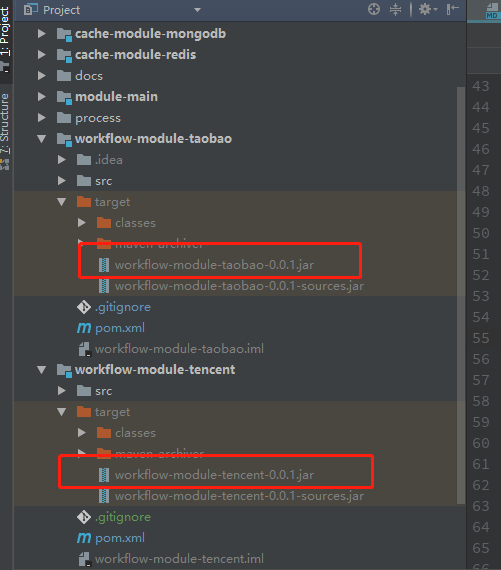 Project
1: Project
7: Structure
cache-module-mongodb
cache-module-redis
docs
module-main
process
workflow-module-taobao
.idea
src
target
classes
maven-archiver
workflow-module-taobao-0.0.1.jar
workflow-module-taobao-0.0.1-sources.jar
.gitignore
pom.xml
workflow-module-taobao.iml
workflow-module-tencent
src
target
classes
maven-archiver
workflow-module-tencent-0.0.1.jar
workflow-module-tencent-0.0.1-sources.jar
.gitignore
pom.xml
workflow-module-tencent.iml
43
44
45
46
47
48
49
50
51
52
53
54
55
56
57
58
59
60
61
62
63
64
65